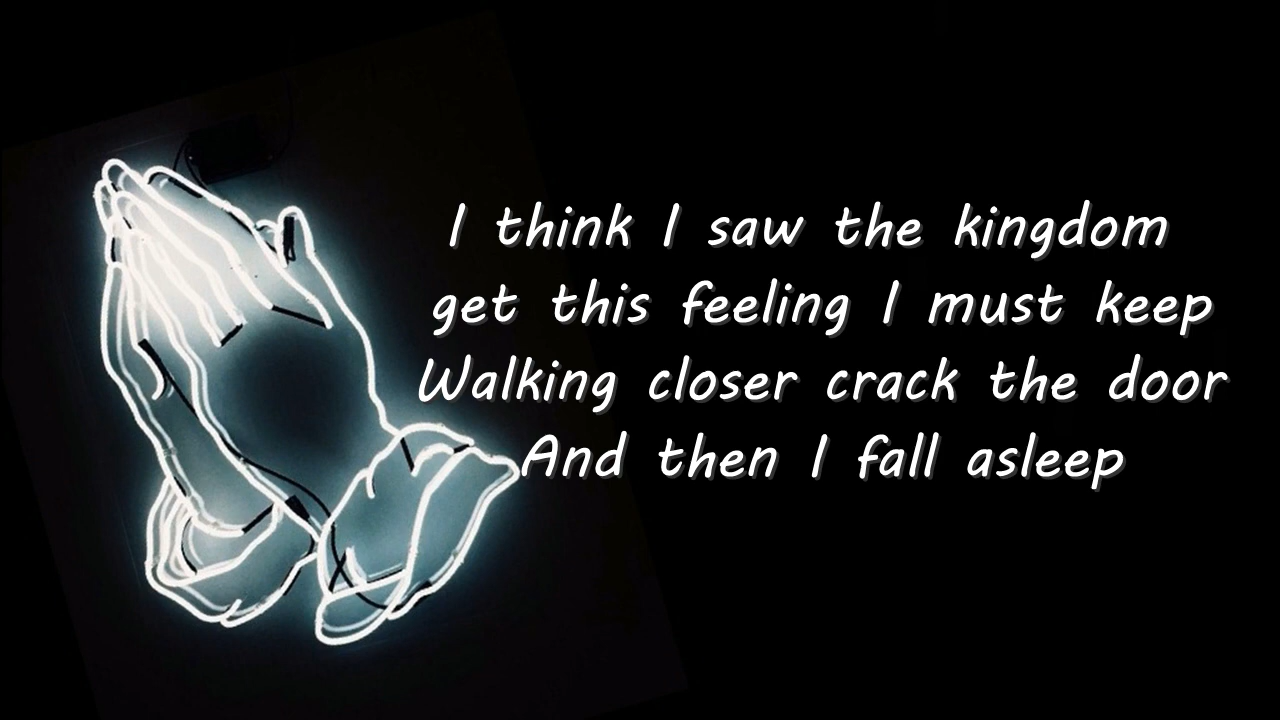 I think I saw the kingdom
get this feeling I must keep
Walking closer crack the door
And then I fall asleep